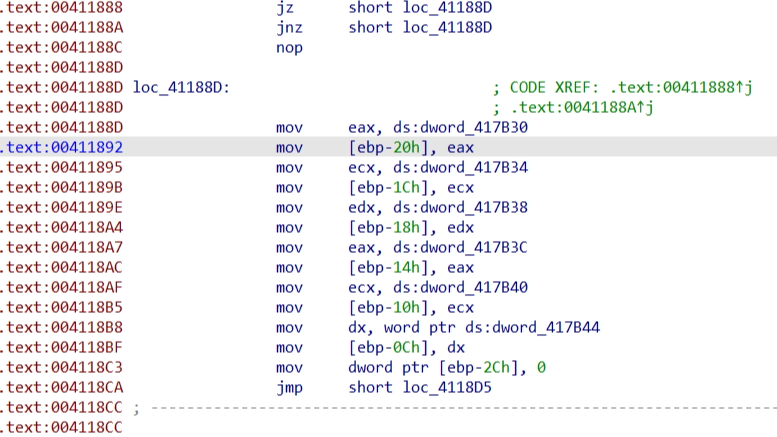 .text:00411888 jz short loc_41188D
.text:0041188A jnz short loc_41188D
.text:0041188C nop
.text:0041188D
.text:0041188D loc_41188D: ; CODE XREF: .text:00411888↑j
.text:0041188D ; .text:0041188A↑j
.text:0041188D mov eax, ds:dword_417B30
.text:00411892 mov [ebp-20h], eax
.text:00411895 mov ecx, ds:dword_417B34
.text:0041189B mov [ebp-1Ch], ecx
.text:0041189E mov edx, ds:dword_417B38
.text:004118A4 mov [ebp-18h], edx
.text:004118A7 mov eax, ds:dword_417B3C
.text:004118AC mov [ebp-14h], eax
.text:004118AF mov ecx, ds:dword_417B40
.text:004118B5 mov [ebp-10h], ecx
.text:004118B8 mov dx, word ptr ds:dword_417B44
.text:004118BF mov [ebp-0Ch], dx
.text:004118C3 mov dword ptr [ebp-2Ch], 0
.text:004118CA jmp short loc_4118D5
.text:004118CC ; ---------------------------------------------------------------------------
.text:004118CC